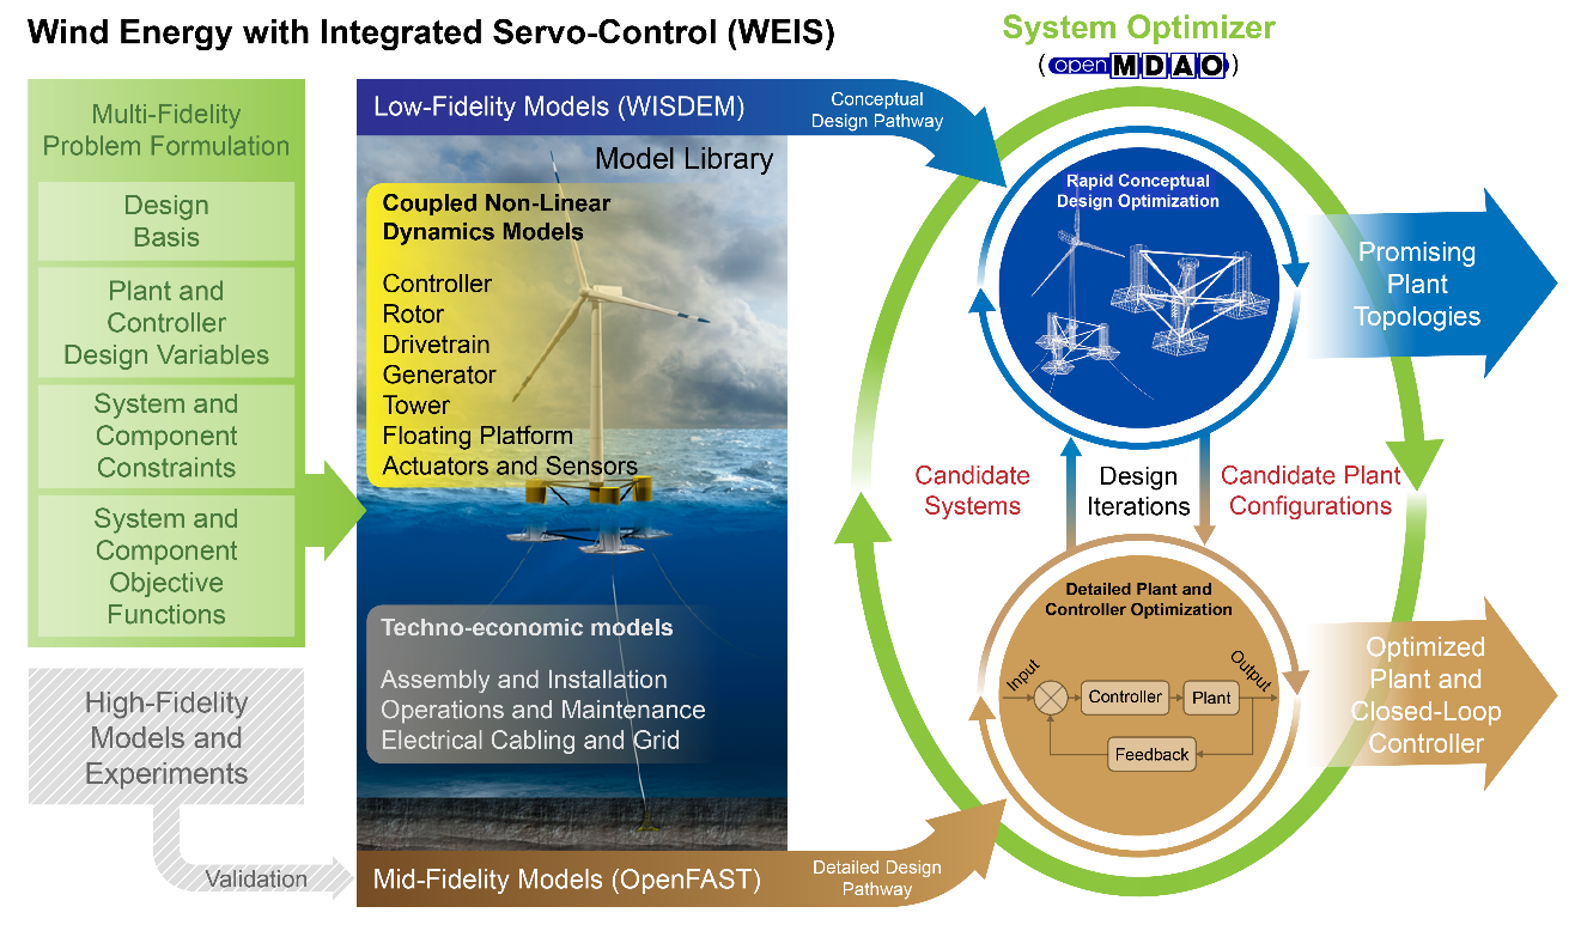 Wind Energy with Integrated Servo-Control (WEIS)
System Optimizer
(openMDAO)
Multi-Fidelity
Problem Formulation
Design
Basis
Plant and
Controller
Design Variables
System and
Component
Constraints
System and
Component
Objective
Functions
High-Fidelity
Models and
Experiments
Validation
Low-Fidelity Models (WISDEM)
Conceptual
Design Pathway
Model Library
Coupled Non-Linear
Dynamics Models
Controller
Rotor
Drivetrain
Generator
Tower
Floating Platform
Actuators and Sensors
Techno-economic models
Assembly and Installation
Operations and Maintenance
Electrical Cabling and Grid
Mid-Fidelity Models (OpenFAST)
Detailed Design
Pathway
Rapid Conceptual
Design Optimization
Promising
Plant
Topologies
Candidate
Systems
Design
Iterations
Candidate Plant
Configurations
Detailed Plant and
Controller Optimization
Input
Output
Controller
Plant
Feedback
Optimized
Plant and
Closed-Loop
Controller